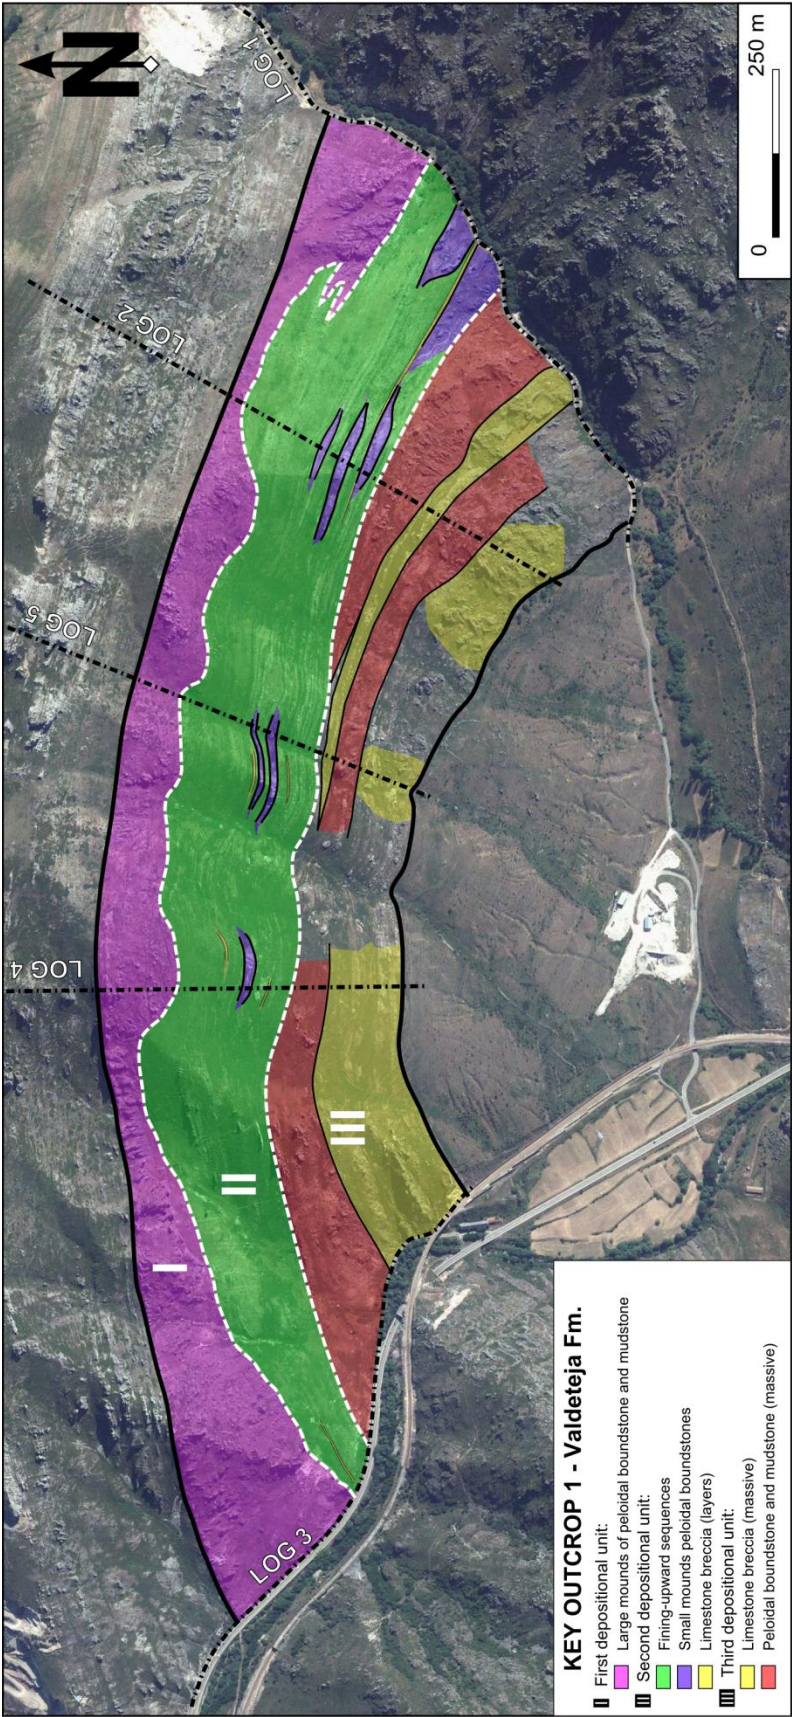 N
LOG 1
LOG 2
LOG 5
LOG 4
LOG 3
I
II
III
0 250 m
KEY OUTCROP 1 - Valdeteja Fm.
I First depositional unit:
Large mounds of peloidal boundstone and mudstone
II Second depositional unit:
Fining-upward sequences
Small mounds peloidal boundstones
Limestone breccia (layers)
III Third depositional unit:
Limestone breccia (massive)
Peloidal boundstone and mudstone (massive)